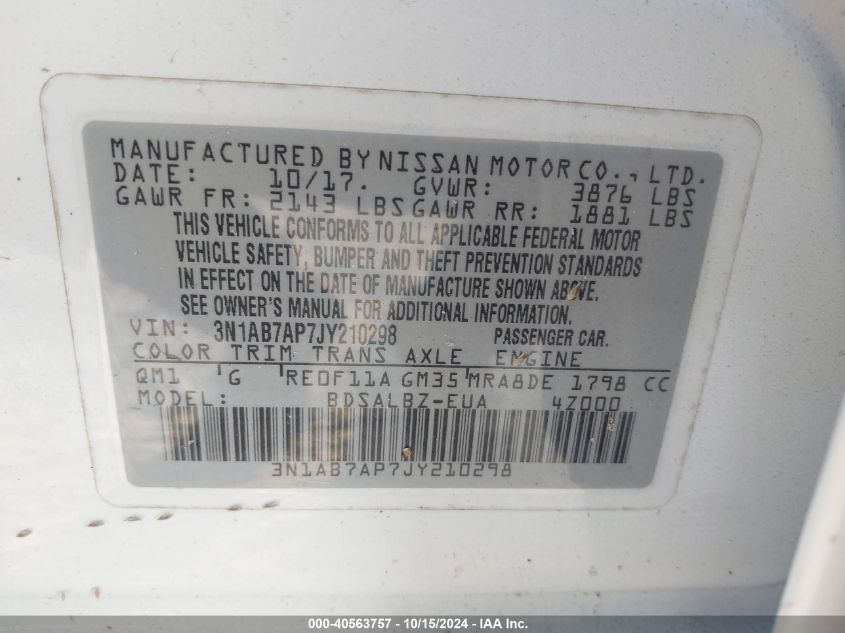 MANUFACTURED BY NISSAN MOTOR CO., LTD.
DATE: 10/17. GVWR: 3876 LBS
GAWR FR: 2143 LBS GAWR RR: 1881 LBS
THIS VEHICLE CONFORMS TO ALL APPLICABLE FEDERAL MOTOR
VEHICLE SAFETY, BUMPER AND THEFT PREVENTION STANDARDS
IN EFFECT ON THE DATE OF MANUFACTURE SHOWN ABOVE.
SEE OWNER'S MANUAL FOR ADDITIONAL INFORMATION.
VIN: 3N1AB7AP7JY210298 PASSENGER CAR.
COLOR TRIM TRANS AXLE ENGINE
QM1 G RE0F11A GM35 MRA8DE 1798 CC
MODEL: BDSALBZ-EUA 4Z000
3N1AB7AP7JY210298
000-40563757 - 10/15/2024 - IAA Inc.